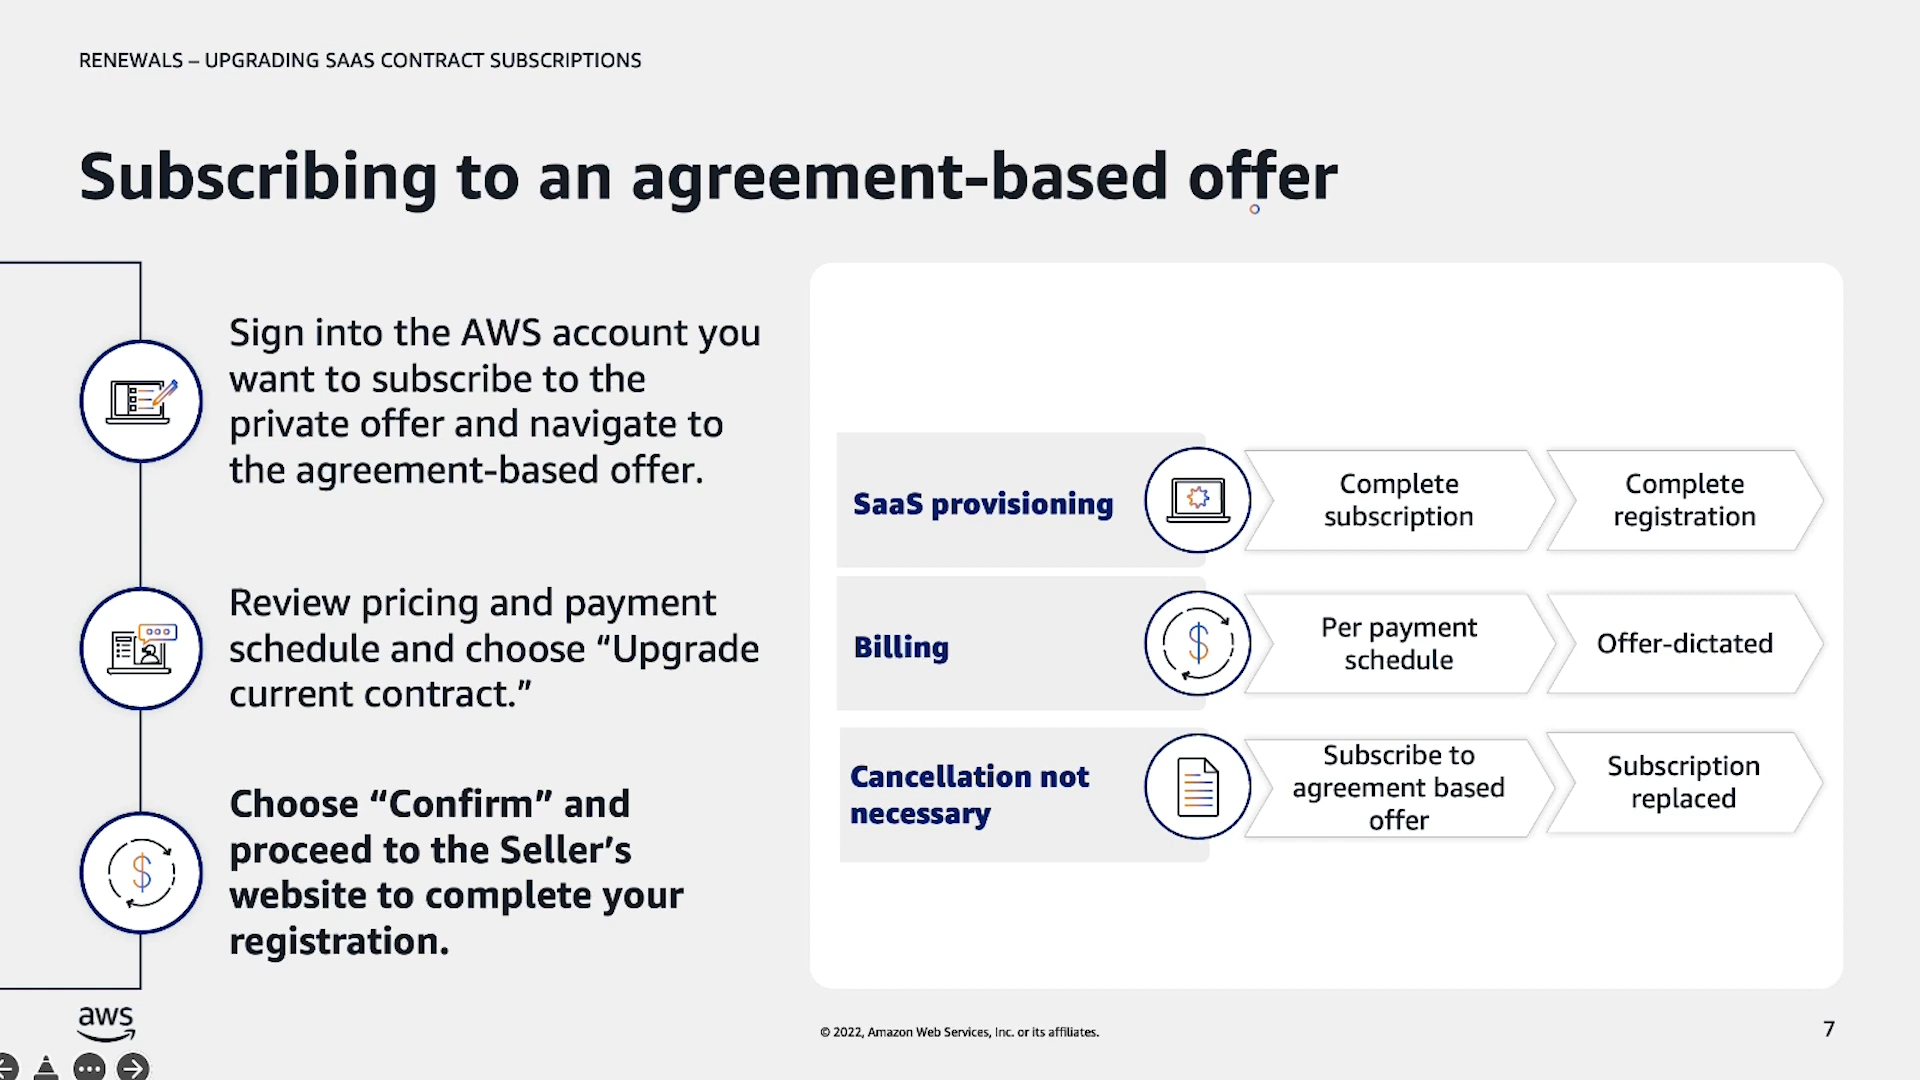 RENEWALS – UPGRADING SAAS CONTRACT SUBSCRIPTIONS
Subscribing to an agreement-based offer
Sign into the AWS account you
want to subscribe to the
private offer and navigate to
the agreement-based offer.
Review pricing and payment
schedule and choose “Upgrade
current contract.”
Choose “Confirm” and
proceed to the Seller’s
website to complete your
registration.
SaaS provisioning
Complete
subscription
Complete
registration
Billing
Per payment
schedule
Offer-dictated
Cancellation not
necessary
Subscribe to
agreement based
offer
Subscription
replaced
aws
© 2022, Amazon Web Services, Inc. or its affiliates.
7